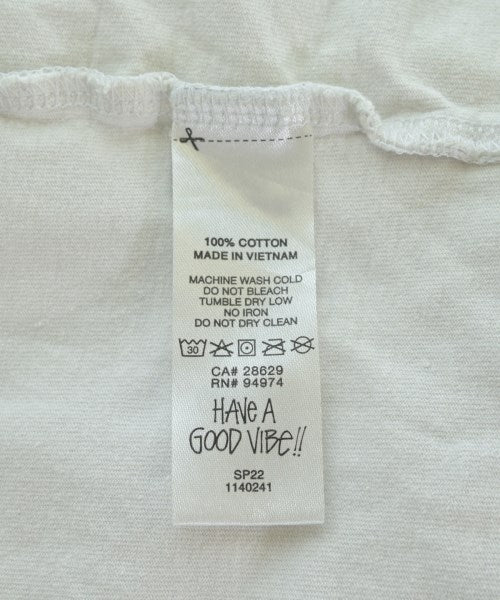 100% COTTON
MADE IN VIETNAM
MACHINE WASH COLD
DO NOT BLEACH
TUMBLE DRY LOW
NO IRON
DO NOT DRY CLEAN
30
CA# 28629
RN# 94974
HAVE A
GOOD VIBE!!
SP22
1140241